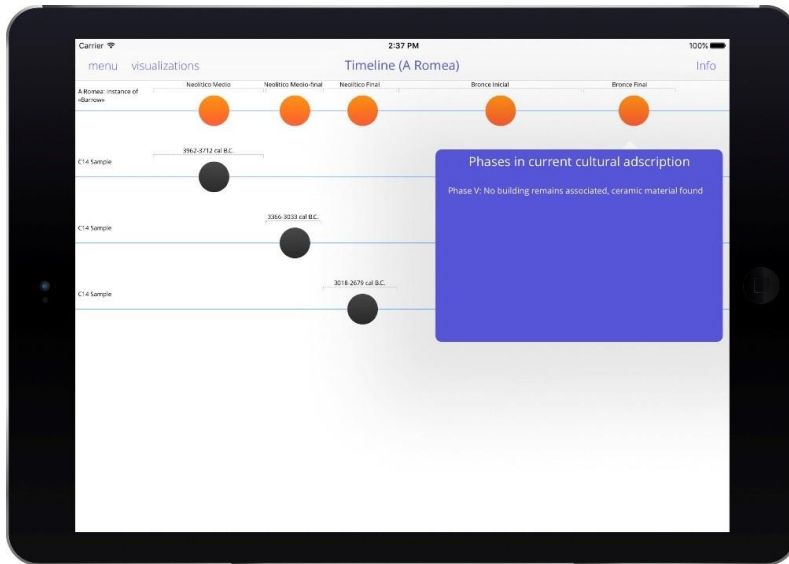 Carrier 2:37 PM 100%
menu visualizations Timeline (A Romea) Info
Neolítico Medio Neolítico Medio-final Neolítico Final Bronce Inicial Bronce Final
A Romea: instance of
«Barrow»
Phases in current cultural adscription
3962-3712 cal B.C.
C14 Sample
Phase V: No building remains associated, ceramic material found
3366-3033 cal B.C.
C14 Sample
3018-2679 cal B.C.
C14 Sample